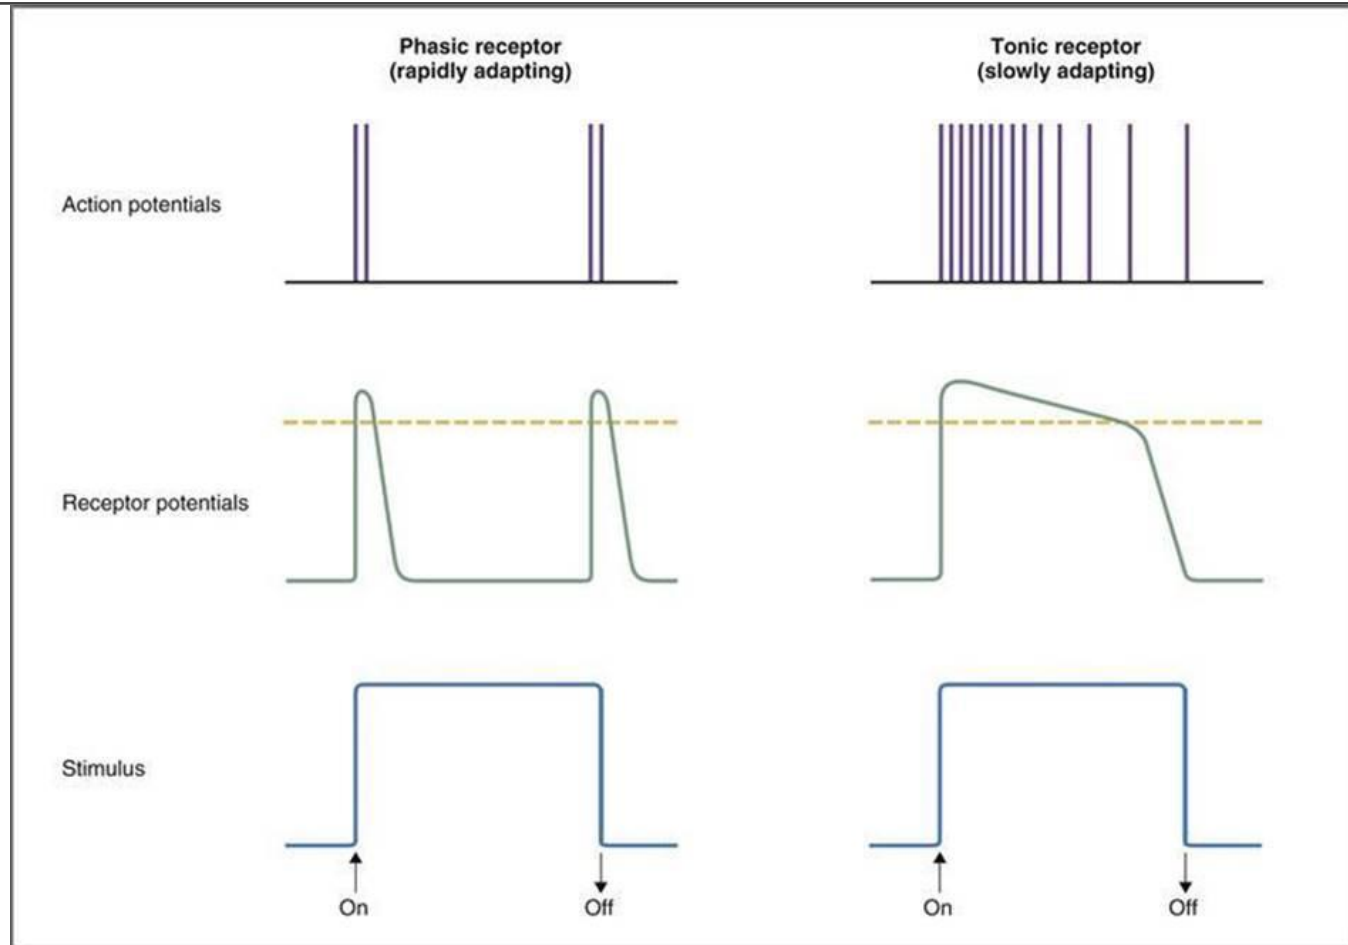 Phasic receptor
(rapidly adapting)
Tonic receptor
(slowly adapting)
Action potentials
Receptor potentials
Stimulus
On
Off
On
Off